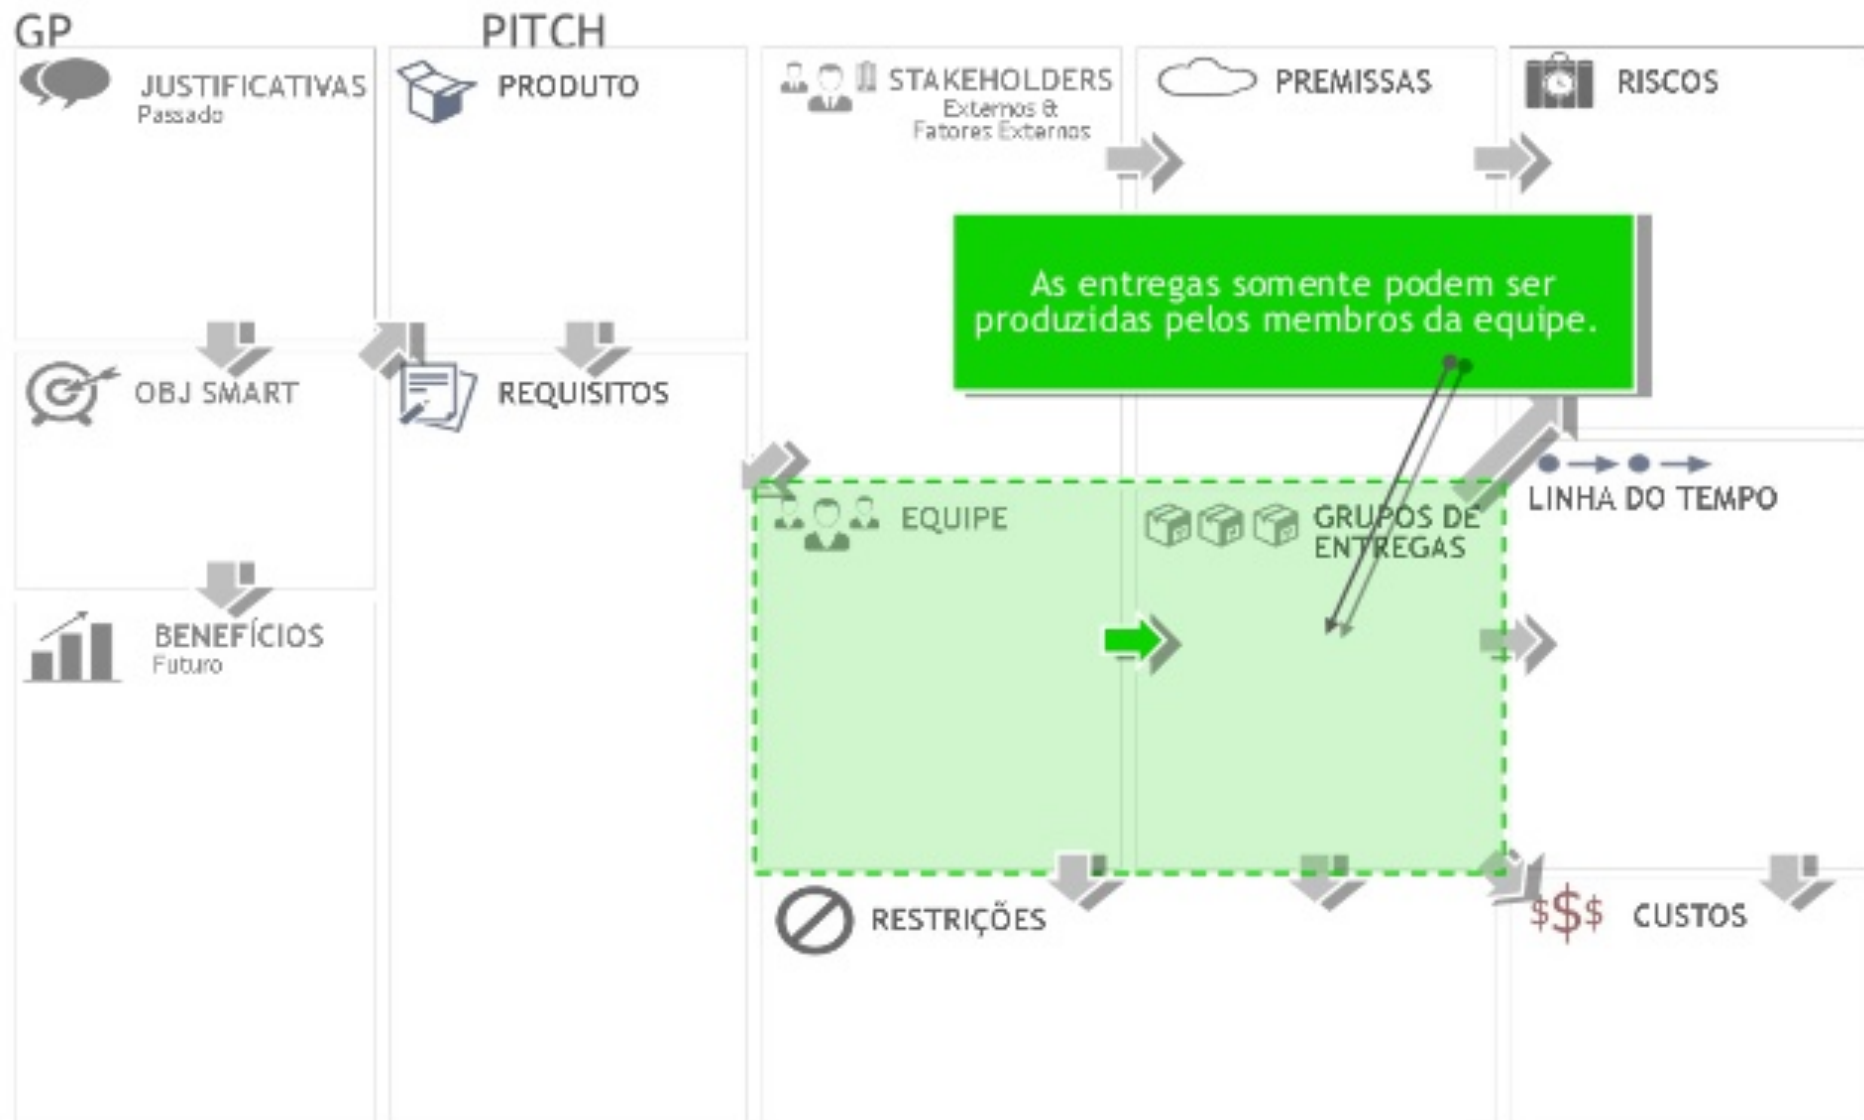 GP
PITCH
JUSTIFICATIVAS
Passado
PRODUTO
STAKEHOLDERS
Externos &
Fatores Externos
PREMISSAS
RISCOS
As entregas somente podem ser
produzidas pelos membros da equipe.
OBJ SMART
REQUISITOS
EQUIPE
GRUPOS DE
ENTREGAS
LINHA DO TEMPO
BENEFÍCIOS
Futuro
RESTRIÇÕES
$$$ CUSTOS